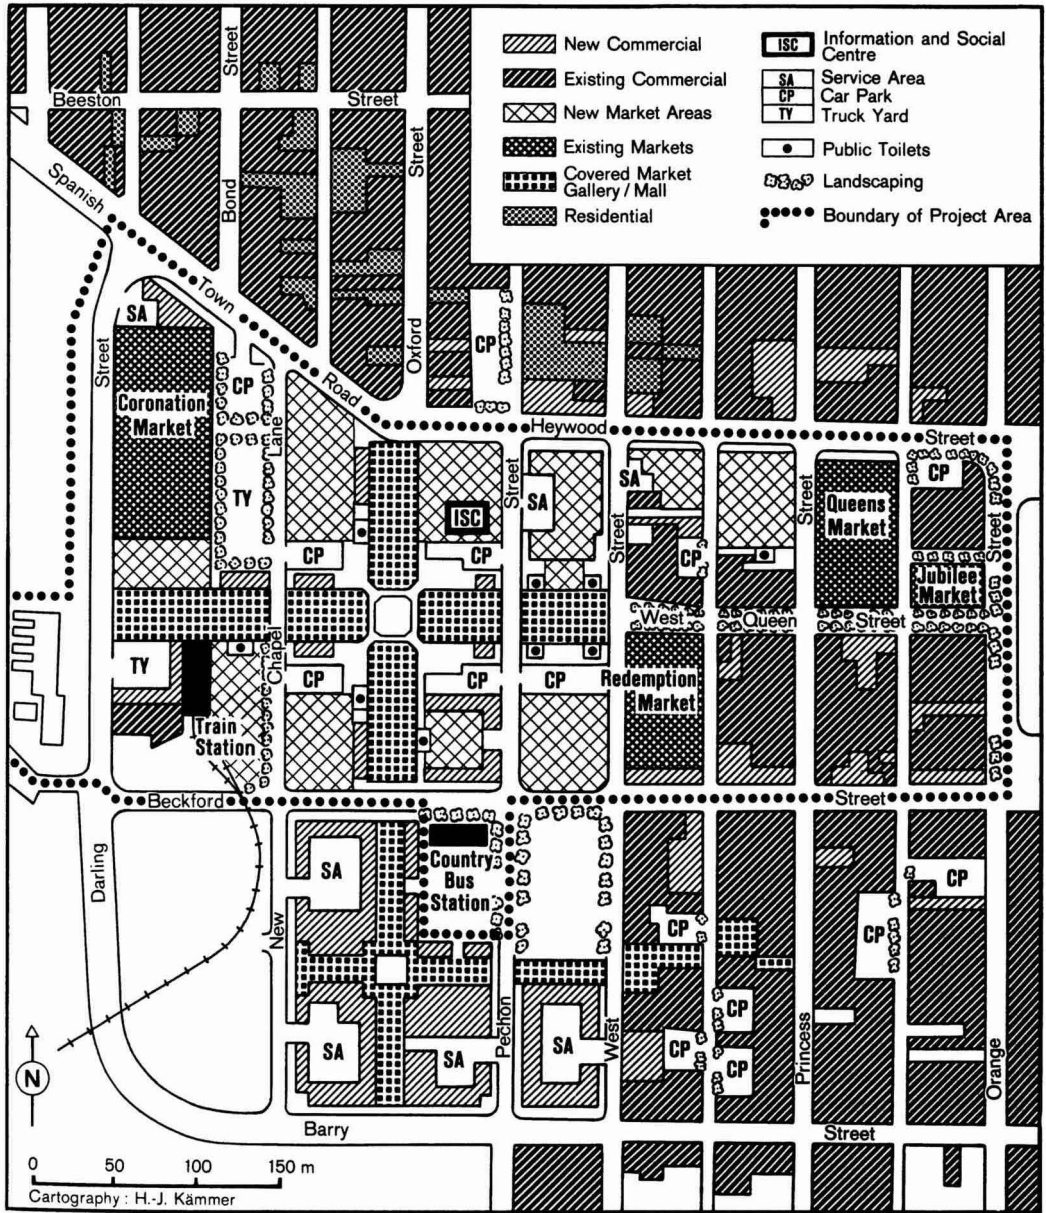 New Commercial
Existing Commercial
New Market Areas
Existing Markets
Covered Market
Gallery / Mall
Residential
ISC
Information and Social
Centre
SA
Service Area
CP
Car Park
TY
Truck Yard
Public Toilets
Landscaping
Boundary of Project Area
Street
Beeston
Street
Street
Bond
Spanish
Town
Road
Oxford
Heywood
Street
SA
Street
Coronation
Market
CP
Lane
TY
CP
ISC
Street
SA
SA
Street
Street
Queens
Market
CP
Street
CP
CP
CP
Jubilee
Market
West
Queen
Street
TY
Chapel
CP
CP
CP
Redemption
Market
Train
Station
Beckford
Street
Darling
New
SA
Country
Bus
Station
CP
CP
CP
CP
SA
SA
Pechon
SA
West
CP
CP
Princess
Orange
N
Barry
Street
0 50 100 150 m
Cartography : H.-J. Kämmer